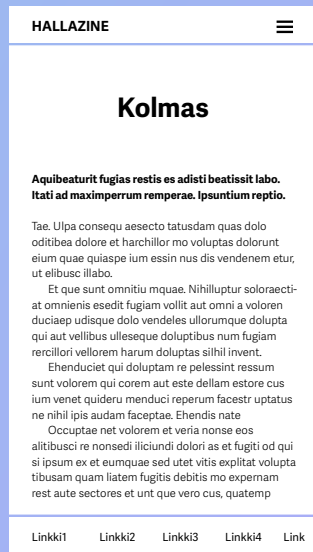 HALLAZINE
Kolmas
Aquibeaturit fugias restis es adisti beatissit labo.
Itati ad maximperrum remperae. Ipsuntium reptio.
Tae. Ulpa consequ aesecto tatusdam quas dolo
oditibea dolore et harchillor mo voluptas dolorunt
eium quae quiaspe ium essin nus dis vendenem etur,
ut elibusc illabo.
Et que sunt omnitiu mquae. Nihilluptur soloraecti-
at omnienis esedit fugiam vollit aut omni a voloren
duciaep udisque dolo vendeles ullorumque dolupta
qui aut vellibus ulleseque doluptibus num fugiam
rercillori vellorem harum doluptas silhil invent.
Ehenduciet qui doluptam re pelessint ressum
sunt volorem qui corem aut este dellam estore cus
ium venet quideru menduci reperum facestr uptatus
ne nihil ipis audam faceptae. Ehendis nate
Occuptae net volorem et veria nonse eos
alitibusci re nonsedi iliciundi dolori as et fugiti od qui
si ipsum ex et eumquae sed utet vitis explitat volupta
tibusam quam liatem fugitis debitis mo expernam
rest aute sectores et unt que vero cus, quatemp
Linkki1 Linkki2 Linkki3 Linkki4 Link